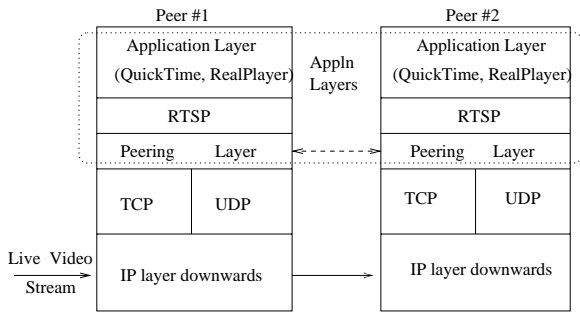 Peer #1
Peer #2
Application Layer
(QuickTime, RealPlayer)
Appln
Layers
Application Layer
(QuickTime, RealPlayer)
RTSP
RTSP
Peering Layer
Peering Layer
TCP
UDP
TCP
UDP
Live Video
Stream
IP layer downwards
IP layer downwards